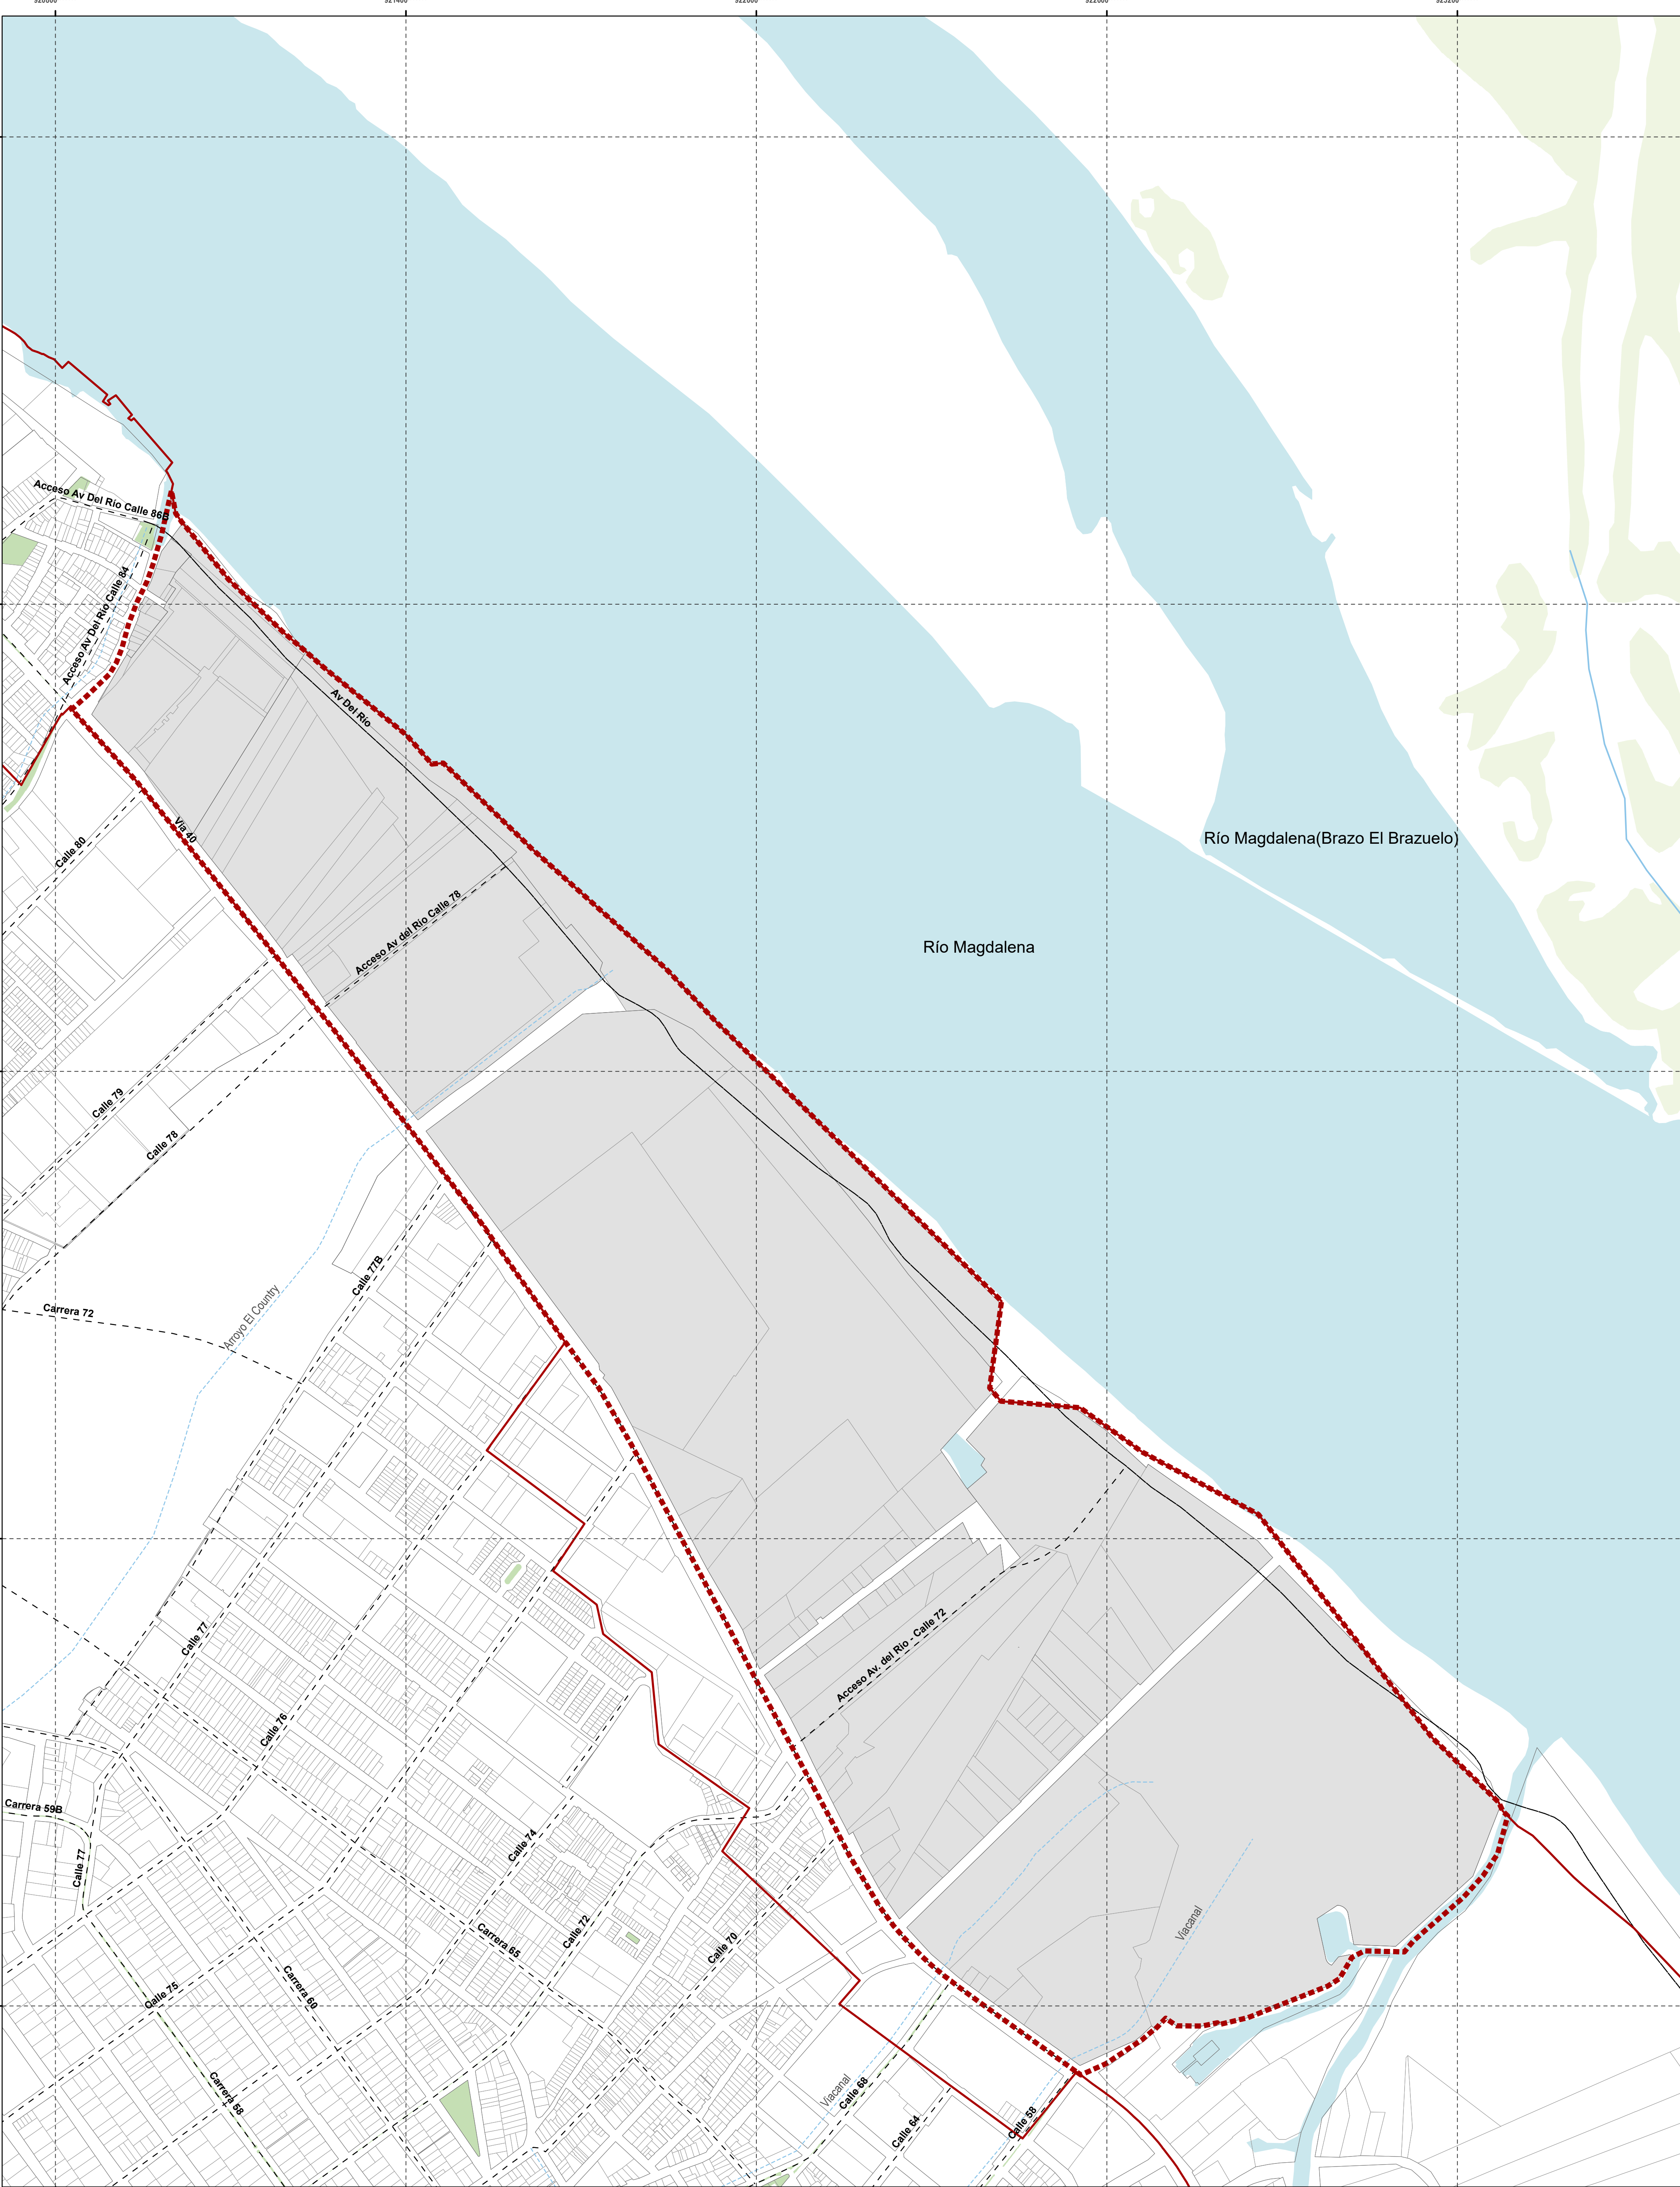 Acceso Av Del Río Calle 86B
Acceso Av Del Río Calle 84
Av Del Río
Vía 40
Calle 80
Río Magdalena(Brazo El Brazuelo)
Acceso Av del Río Calle 78
Río Magdalena
Calle 79
Calle 78
Calle 77B
Arroyo El Country
Carrera 72
Calle 77
Acceso Av. del Río - Calle 72
Calle 76
Carrera 59B
Calle 74
Calle 77
Carrera 65
Calle 72
Calle 70
Viacanal
Calle 75
Carrera 60
Carrera 68
Viacanal
Calle 68
Calle 64
Calle 58